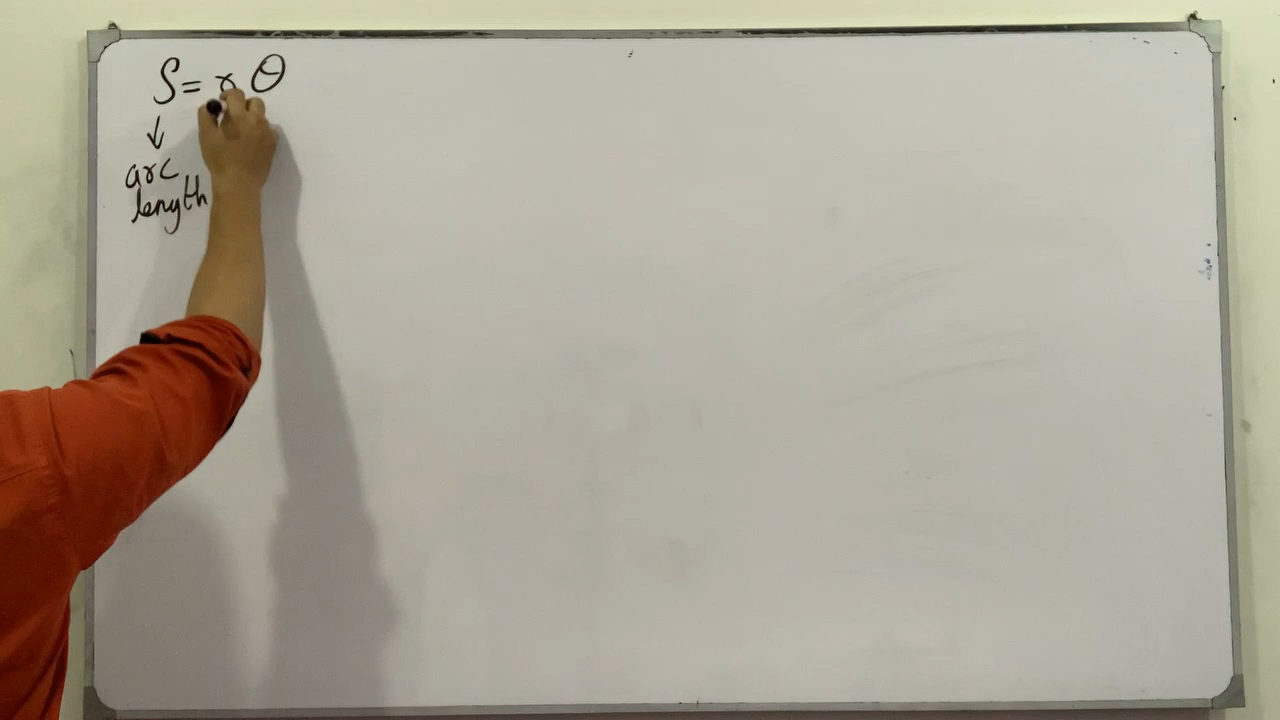 S = r θ
↓
arc
length